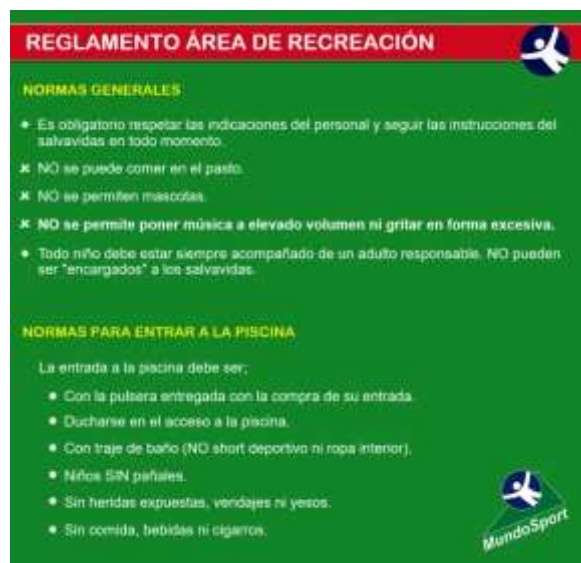 REGLAMENTO ÁREA DE RECREACIÓN
NORMAS GENERALES
Es obligatorio respetar las indicaciones del personal y seguir las instrucciones del
salvavidas en todo momento.
NO se puede comer en el pasto.
NO se permiten mascotas.
NO se permite poner música a elevado volumen ni gritar en forma excesiva.
Todo niño debe estar siempre acompañado de un adulto responsable. NO pueden
ser "encargados" a los salvavidas.
NORMAS PARA ENTRAR A LA PISCINA
La entrada a la piscina debe ser;
Con la pulsera entregada con la compra de su entrada.
Ducharse en el acceso a la piscina.
Con traje de baño (NO short deportivo ni ropa interior).
Niños SIN pañales.
Sin heridas expuestas, vendajes ni yesos.
Sin comida, bebidas ni cigarros.
MundoSport